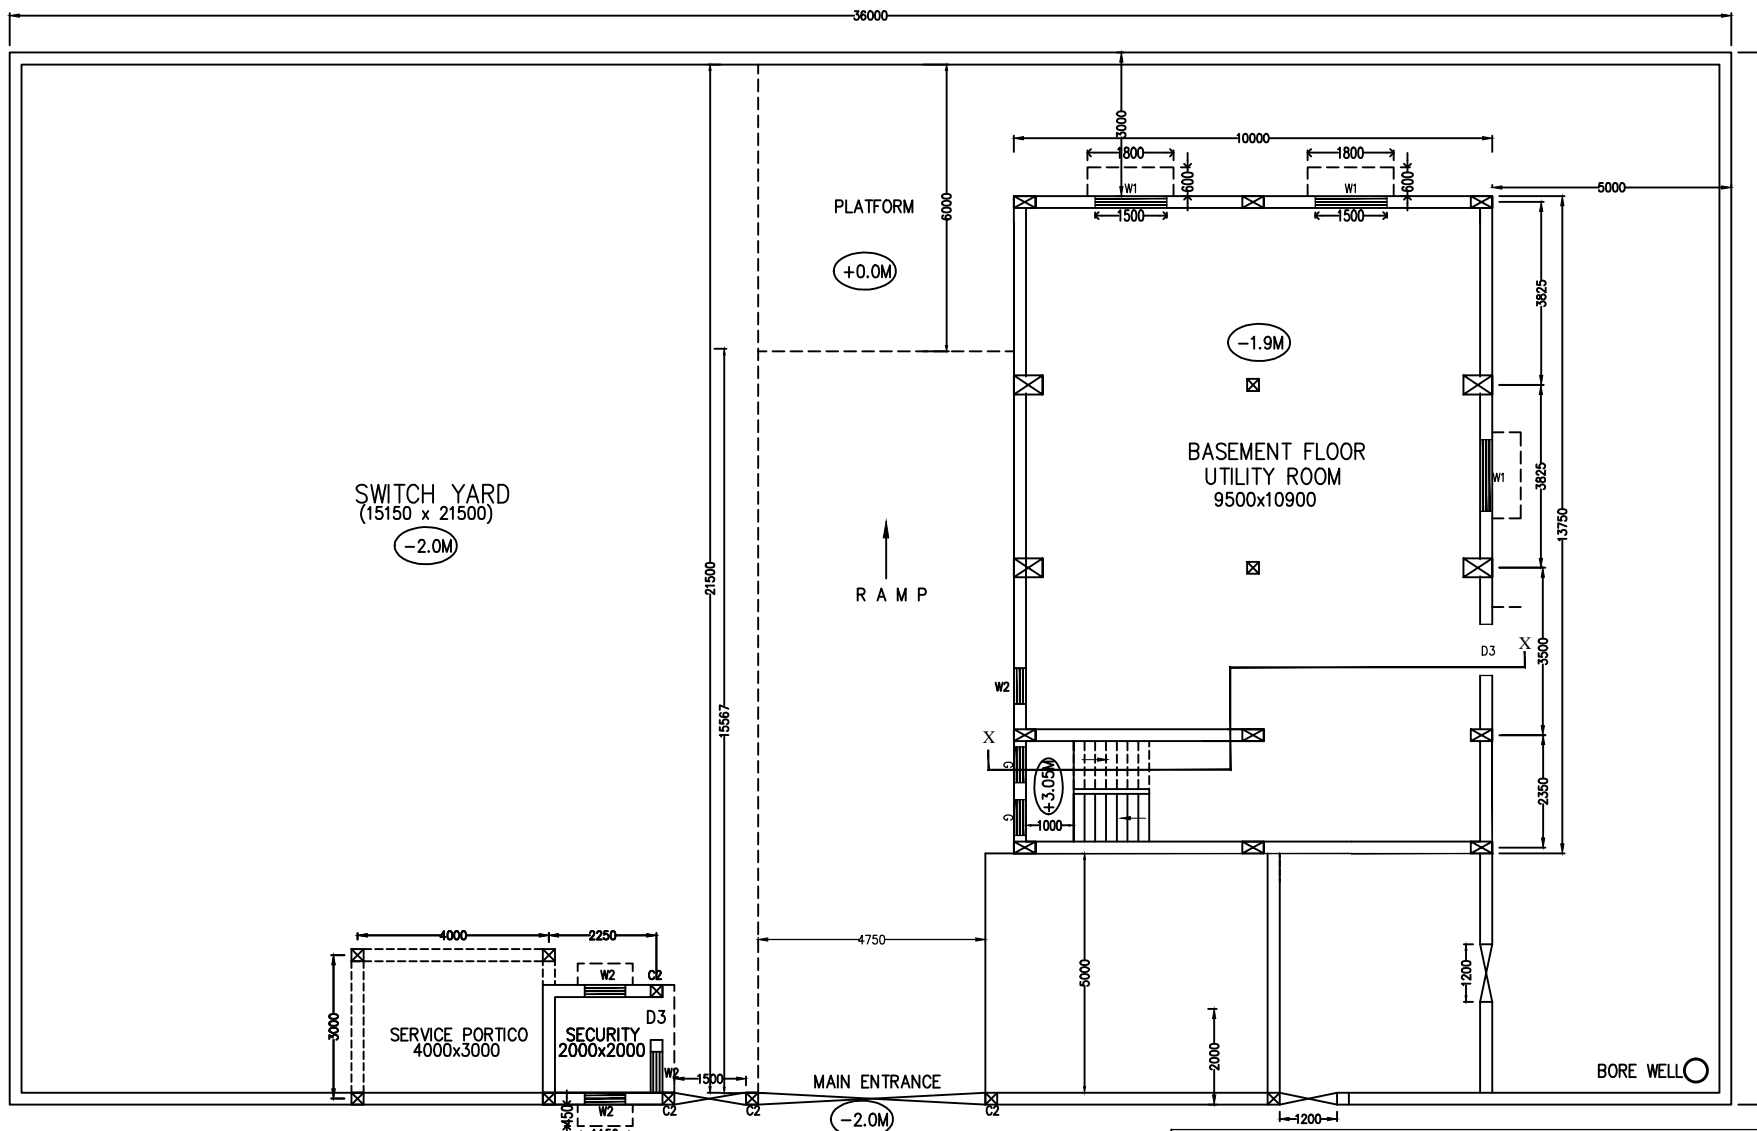 36000
3000
10000
1800
1800
600
600
W1
W1
1500
1500
5000
PLATFORM
6000
+0.0M
3825
-1.9M
BASEMENT FLOOR
UTILITY ROOM
9500x10900
W1
3825
13750
SWITCH YARD
(15150 x 21500)
-2.0M
21500
R A M P
D3
X
3500
W2
15567
X
G
G
+3.05M
1000
2350
4000
2250
4750
5000
1200
W2
C2
3000
D3
SERVICE PORTICO
4000x3000
SECURITY
2000x2000
W2
1500
2000
BORE WELL
MAIN ENTRANCE
W2
C2
C2
C2
-2.0M
1200